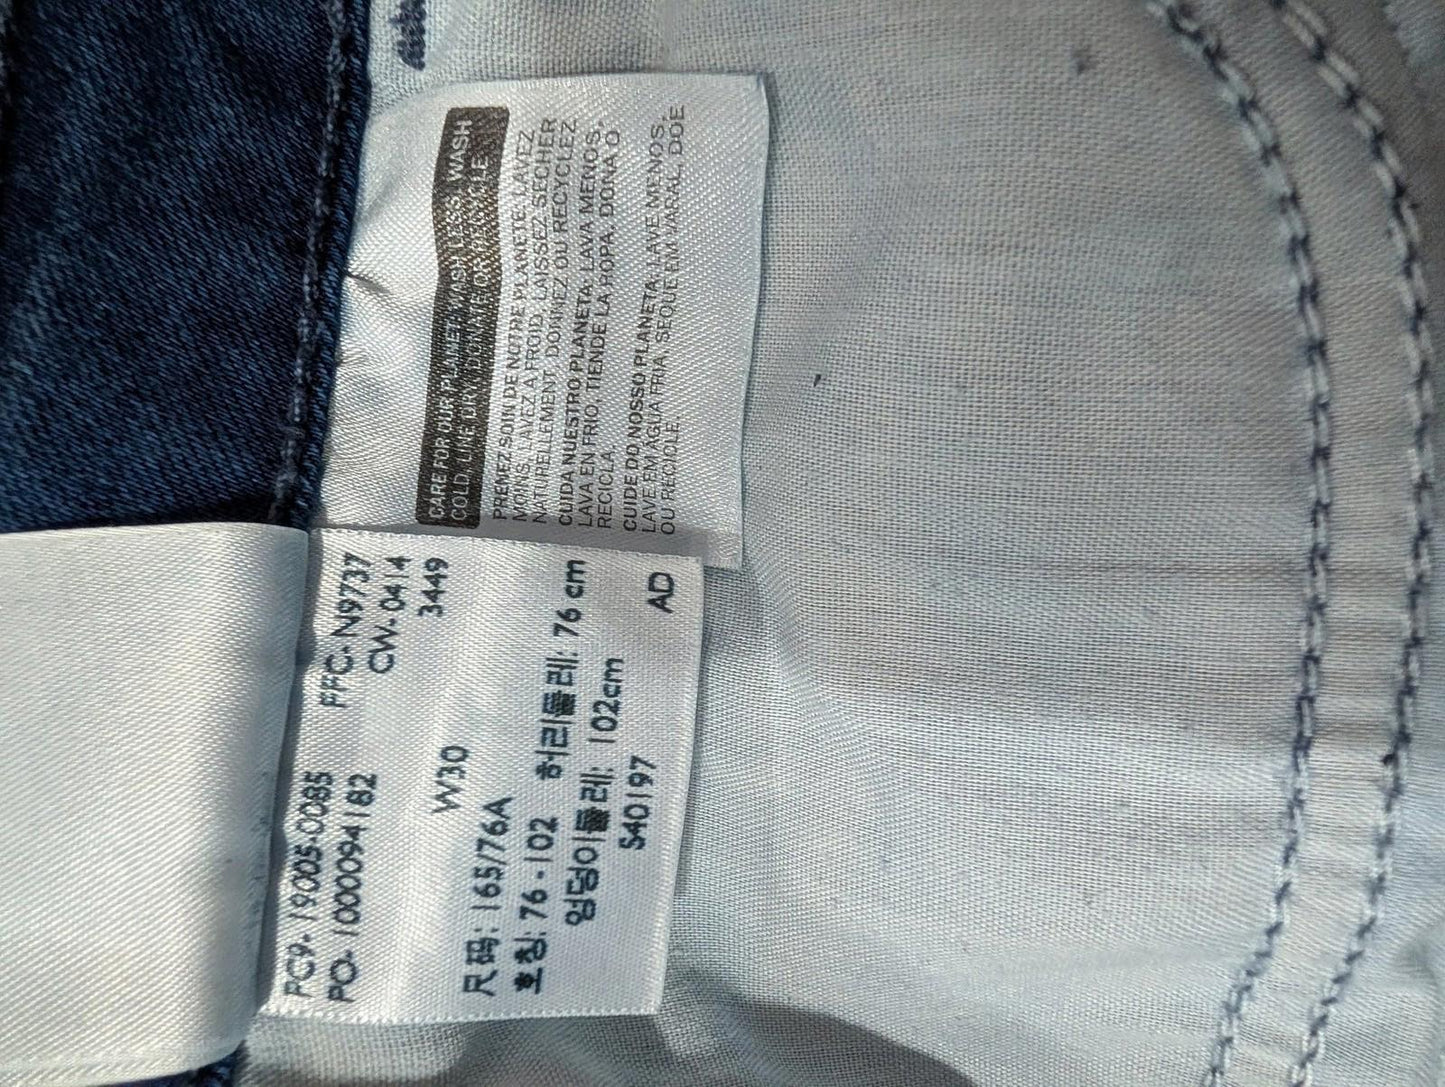 CARE FOR OUR PLANET: WASH LESS, WASH
COLD, LINE DRY, DONATE OR RECYCLE.
PRENEZ SOIN DE NOTRE PLANÈTE: LAVEZ
MOINS, LAVEZ A FROID, LAISSEZ SECHER
NATURELLEMENT, DONNEZ OU RECYCLEZ.
CUIDA NUESTRO PLANETA: LAVA MENOS,
LAVA EN FRIO, TIENDE LA ROPA, DONA O
RECICLA.
CUIDE DO NOSSO PLANETA: LAVE MENOS,
LAVE EM ÁGUA FRIA, SEQUE EM VARAL, DOE
OU RECICLE.
PC9-19005-0085 FFC-N9737
PO-1000094182 CW-0414
3449
W30
尺码: 165/76A
호칭: 76-102 허리둘레: 76 cm
엉덩이둘레: 102cm
S40197 AD